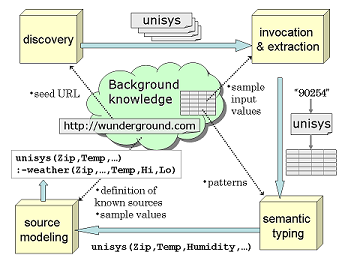 unisys
discovery
invocation
& extraction
Background
knowledge
•seed URL
•sample
input
values
"90254"
http://wunderground.com
unisys
unisys(Zip,Temp,…)
:-weather(Zip,…,Temp,Hi,Lo)
•patterns
•definition of
known sources
•sample values
source
modeling
semantic
typing
unisys(Zip,Temp,Humidity,…)